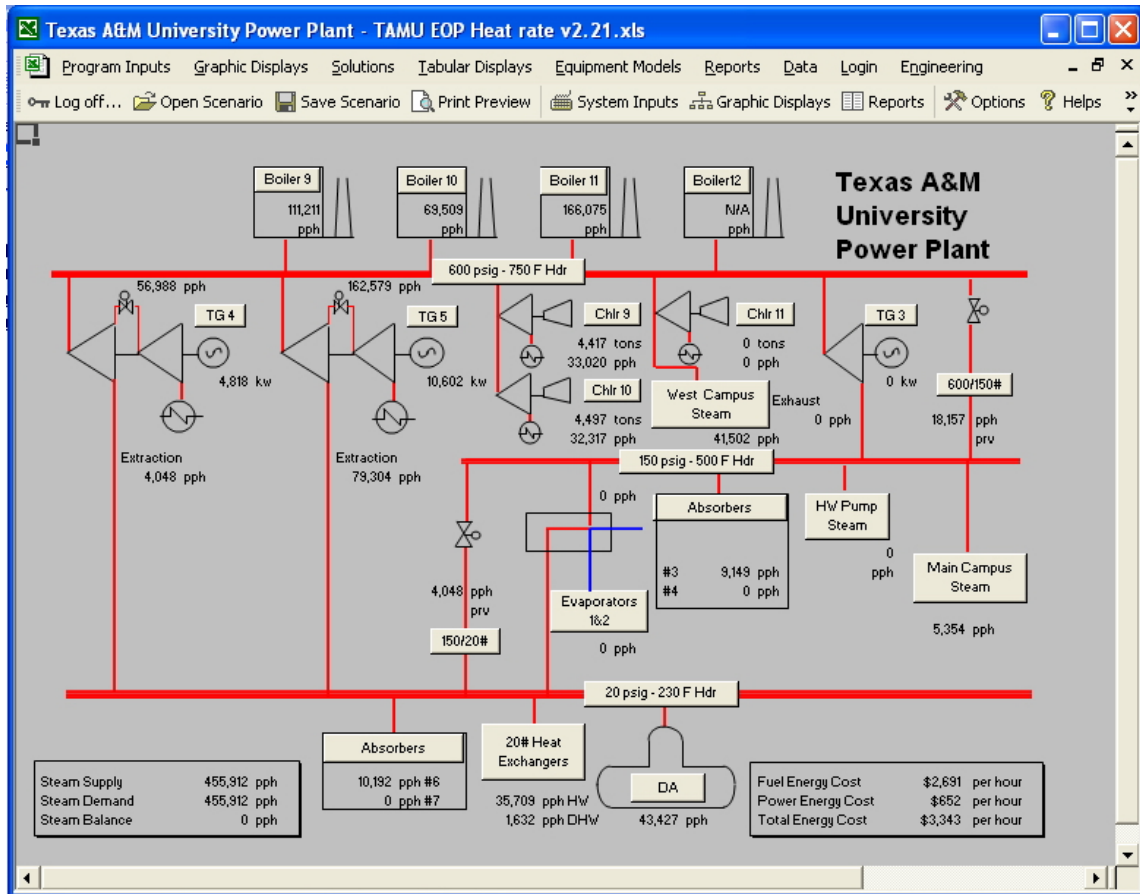 Texas A&M University Power Plant - TAMU EOP Heat rate v2.21.xls
Program Inputs Graphic Displays Solutions Tabular Displays Equipment Models Reports Data Login Engineering
Log off... Open Scenario Save Scenario Print Preview System Inputs Graphic Displays Reports Options Helps
Texas A&M
University
Power Plant
Boiler 9
111,211
pph
Boiler 10
69,509
pph
Boiler 11
166,075
pph
Boiler12
N/A
pph
600 psig - 750 F Hdr
56,988 pph
TG 4
4,818 kw
Extraction
4,048 pph
162,579 pph
TG 5
10,602 kw
Extraction
79,304 pph
Chlr 9
4,417 tons
33,020 pph
Chlr 10
4,497 tons
32,317 pph
Chlr 11
0 tons
0 pph
West Campus
Steam
41,502 pph
TG 3
0 kw
Exhaust
0 pph
600/150#
18,157 pph
prv
150 psig - 500 F Hdr
4,048 pph
prv
150/20#
0 pph
Evaporators
1&2
0 pph
Absorbers
#3 9,149 pph
#4 0 pph
HW Pump
Steam
0
pph
Main Campus
Steam
5,354 pph
20 psig - 230 F Hdr
Absorbers
10,192 pph #6
0 pph #7
20# Heat
Exchangers
35,709 pph HW
1,632 pph DHW
DA
43,427 pph
Steam Supply 455,912 pph
Steam Demand 455,912 pph
Steam Balance 0 pph
Fuel Energy Cost $2,691 per hour
Power Energy Cost $652 per hour
Total Energy Cost $3,343 per hour